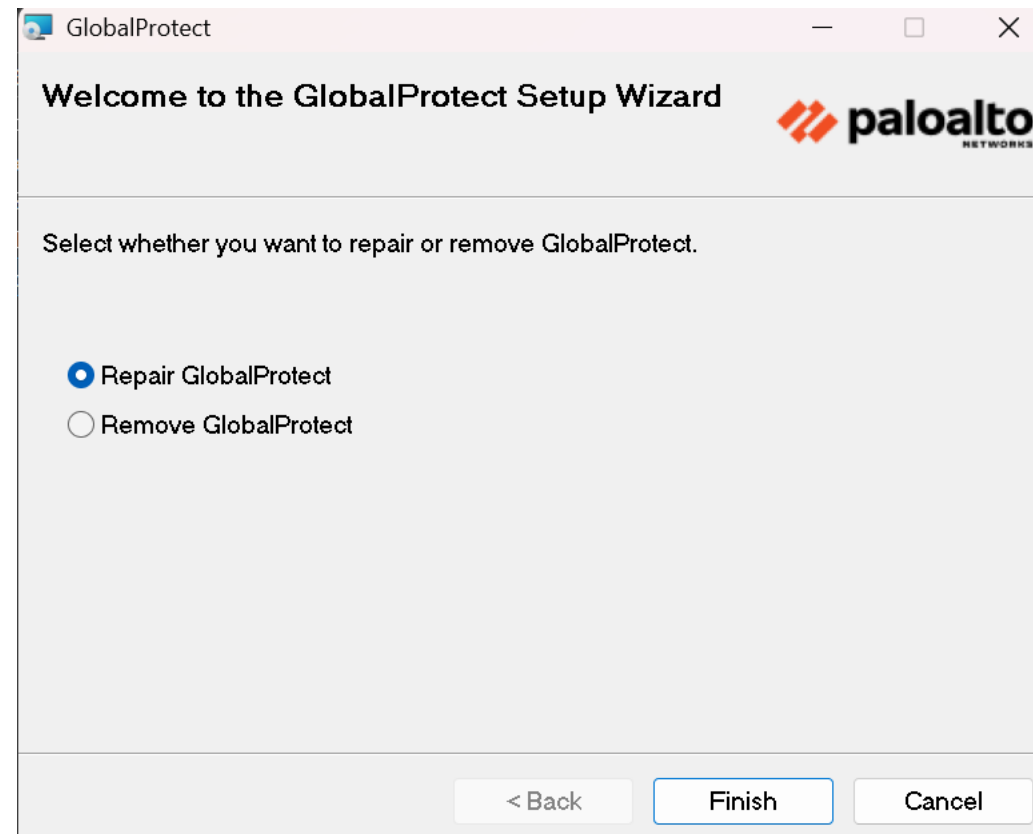 GlobalProtect
Welcome to the GlobalProtect Setup Wizard
paloalto
NETWORKS
Select whether you want to repair or remove GlobalProtect.
Repair GlobalProtect
Remove GlobalProtect
< Back
Finish
Cancel